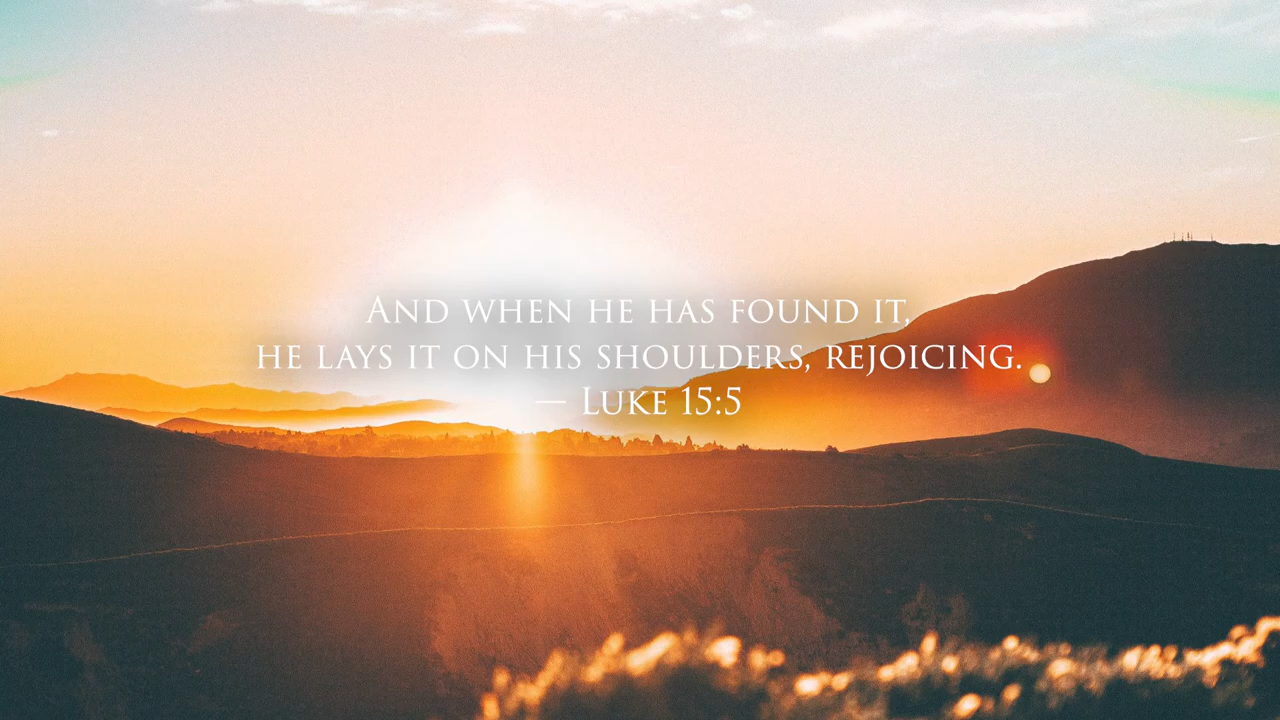 And when he has found it,
he lays it on his shoulders, rejoicing.
— Luke 15:5